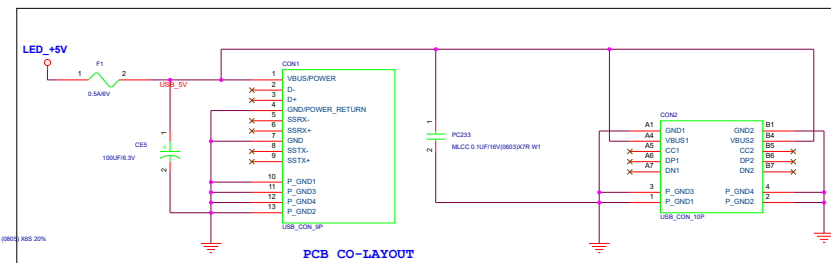 LED_+5V
F1
1
2
0.5A/6V
USB_5V
CE5
1
+
2
100UF/6.3V
(0805) X6S 20%
CON1
1 VBUS/POWER
2 D-
3 D+
4 GND/POWER_RETURN
5 SSRX-
6 SSRX+
7 GND
8 SSTX-
9 SSTX+
10 P_GND1
11 P_GND3
12 P_GND4
13 P_GND2
USB_CON_9P
PCB CO-LAYOUT
1
PC233
2
MLCC 0.1UF/16V(0603)X7R W1
CON2
A1 GND1 GND2 B1
A4 VBUS1 VBUS2 B4
A5 CC1 CC2 B5
A6 DP1 DP2 B6
A7 DN1 DN2 B7
3 P_GND3 P_GND4 4
1 P_GND1 P_GND2 2
USB_CON_10P